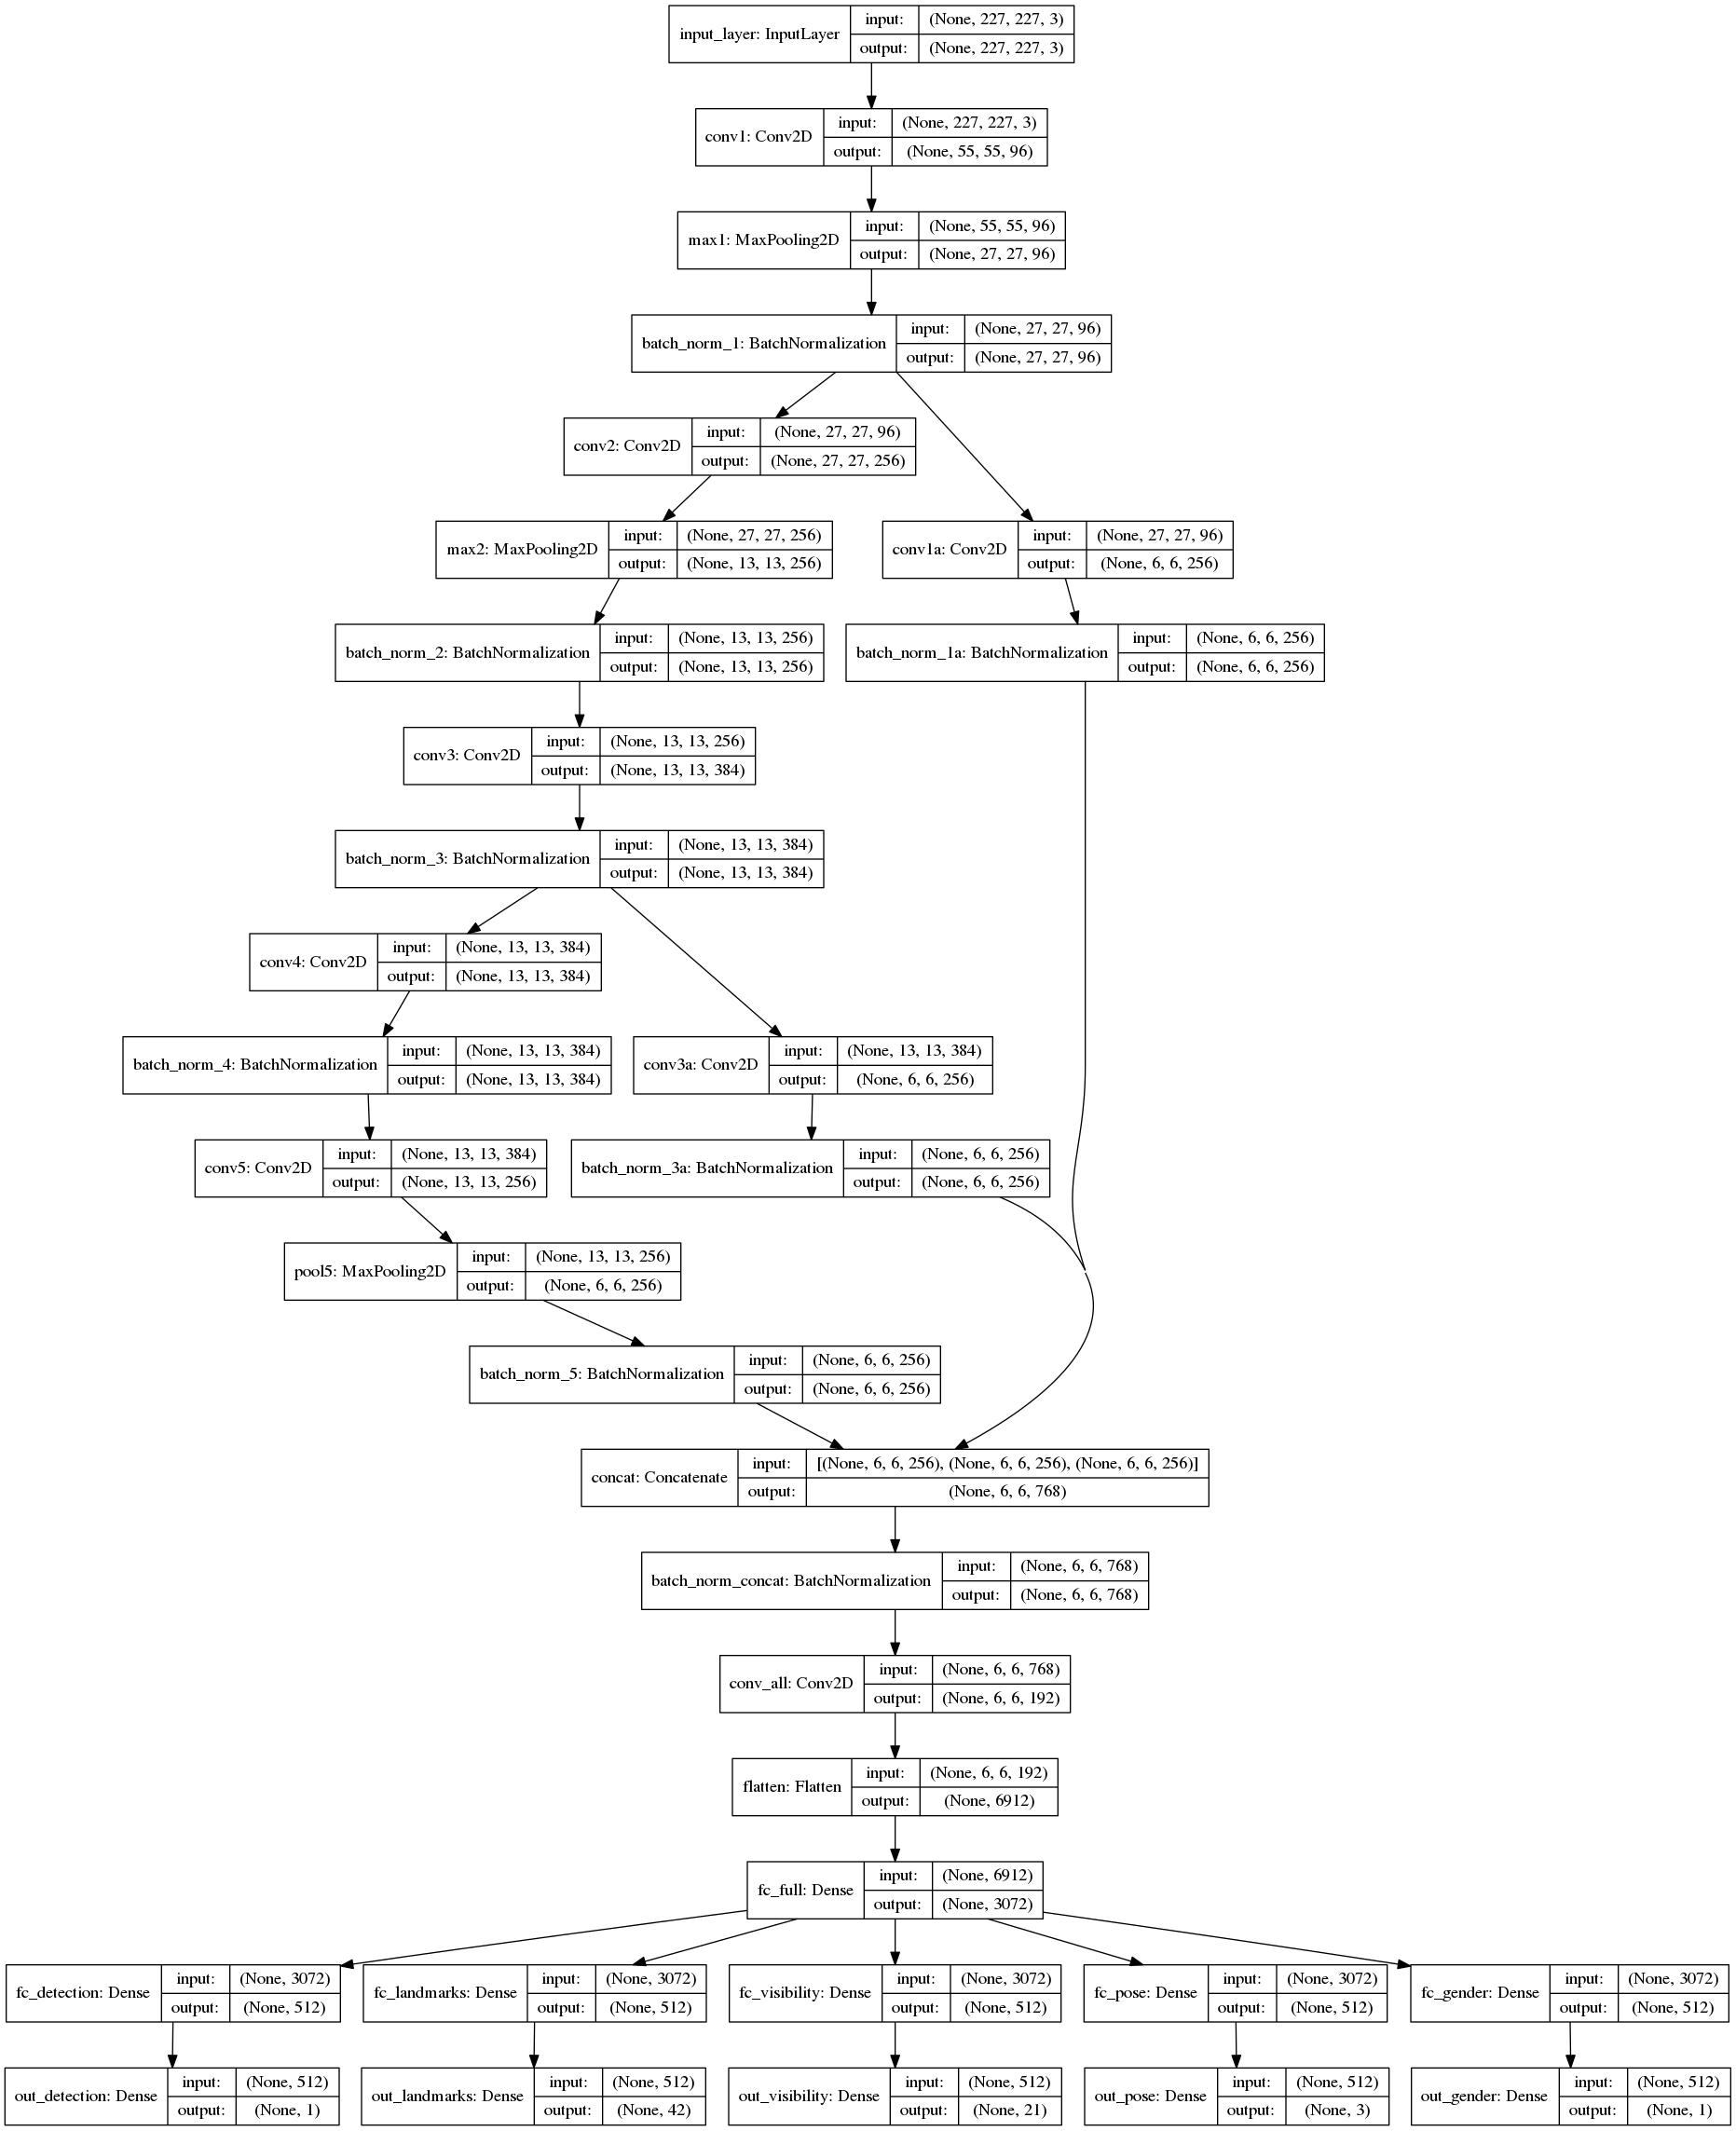 input_layer: InputLayer
input: (None, 227, 227, 3)
output: (None, 227, 227, 3)
conv1: Conv2D
input: (None, 227, 227, 3)
output: (None, 55, 55, 96)
max1: MaxPooling2D
input: (None, 55, 55, 96)
output: (None, 27, 27, 96)
batch_norm_1: BatchNormalization
input: (None, 27, 27, 96)
output: (None, 27, 27, 96)
conv2: Conv2D
input: (None, 27, 27, 96)
output: (None, 27, 27, 256)
max2: MaxPooling2D
input: (None, 27, 27, 256)
output: (None, 13, 13, 256)
conv1a: Conv2D
input: (None, 27, 27, 96)
output: (None, 6, 6, 256)
batch_norm_2: BatchNormalization
input: (None, 13, 13, 256)
output: (None, 13, 13, 256)
batch_norm_1a: BatchNormalization
input: (None, 6, 6, 256)
output: (None, 6, 6, 256)
conv3: Conv2D
input: (None, 13, 13, 256)
output: (None, 13, 13, 384)
batch_norm_3: BatchNormalization
input: (None, 13, 13, 384)
output: (None, 13, 13, 384)
conv4: Conv2D
input: (None, 13, 13, 384)
output: (None, 13, 13, 384)
batch_norm_4: BatchNormalization
input: (None, 13, 13, 384)
output: (None, 13, 13, 384)
conv3a: Conv2D
input: (None, 13, 13, 384)
output: (None, 6, 6, 256)
conv5: Conv2D
input: (None, 13, 13, 384)
output: (None, 13, 13, 256)
batch_norm_3a: BatchNormalization
input: (None, 6, 6, 256)
output: (None, 6, 6, 256)
pool5: MaxPooling2D
input: (None, 13, 13, 256)
output: (None, 6, 6, 256)
batch_norm_5: BatchNormalization
input: (None, 6, 6, 256)
output: (None, 6, 6, 256)
concat: Concatenate
input: [(None, 6, 6, 256), (None, 6, 6, 256), (None, 6, 6, 256)]
output: (None, 6, 6, 768)
batch_norm_concat: BatchNormalization
input: (None, 6, 6, 768)
output: (None, 6, 6, 768)
conv_all: Conv2D
input: (None, 6, 6, 768)
output: (None, 6, 6, 192)
flatten: Flatten
input: (None, 6, 6, 192)
output: (None, 6912)
fc_full: Dense
input: (None, 6912)
output: (None, 3072)
fc_detection: Dense
input: (None, 3072)
output: (None, 512)
fc_landmarks: Dense
input: (None, 3072)
output: (None, 512)
fc_visibility: Dense
input: (None, 3072)
output: (None, 512)
fc_pose: Dense
input: (None, 3072)
output: (None, 512)
fc_gender: Dense
input: (None, 3072)
output: (None, 512)
out_detection: Dense
input: (None, 512)
output: (None, 1)
out_landmarks: Dense
input: (None, 512)
output: (None, 42)
out_visibility: Dense
input: (None, 512)
output: (None, 21)
out_pose: Dense
input: (None, 512)
output: (None, 3)
out_gender: Dense
input: (None, 512)
output: (None, 1)